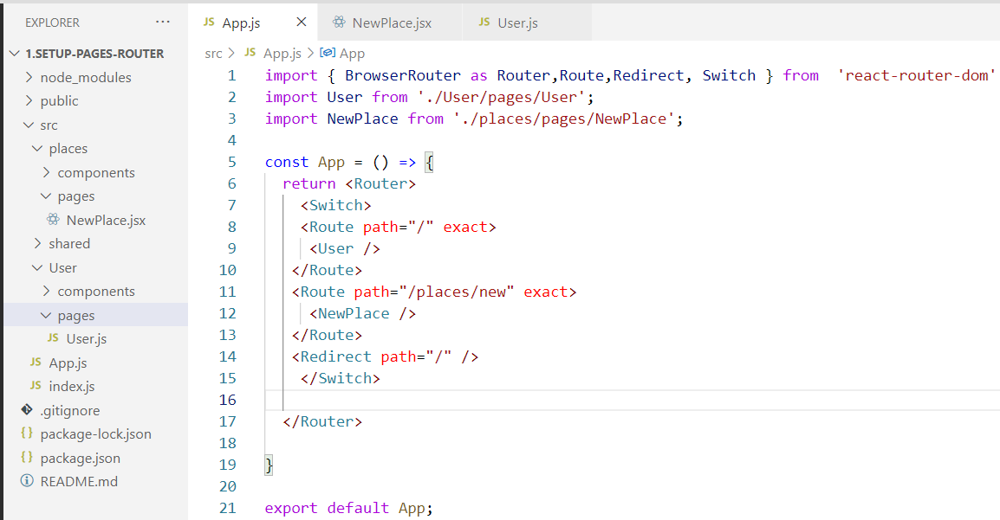 EXPLORER ···
1.SETUP-PAGES-ROUTER
node_modules
public
src
places
components
pages
NewPlace.jsx
shared
User
components
pages
JS User.js
JS App.js
JS index.js
.gitignore
{} package-lock.json
{} package.json
README.md
JS App.js × NewPlace.jsx JS User.js
src > JS App.js > App
1 import { BrowserRouter as Router,Route,Redirect, Switch } from  'react-router-dom'
2 import User from './User/pages/User';
3 import NewPlace from './places/pages/NewPlace';
4
5 const App = () => {
6   return <Router>
7     <Switch>
8     <Route path="/" exact>
9      <User />
10    </Route>
11    <Route path="/places/new" exact>
12      <NewPlace />
13    </Route>
14    <Redirect path="/" />
15     </Switch>
16
17   </Router>
18
19 }
20
21 export default App;